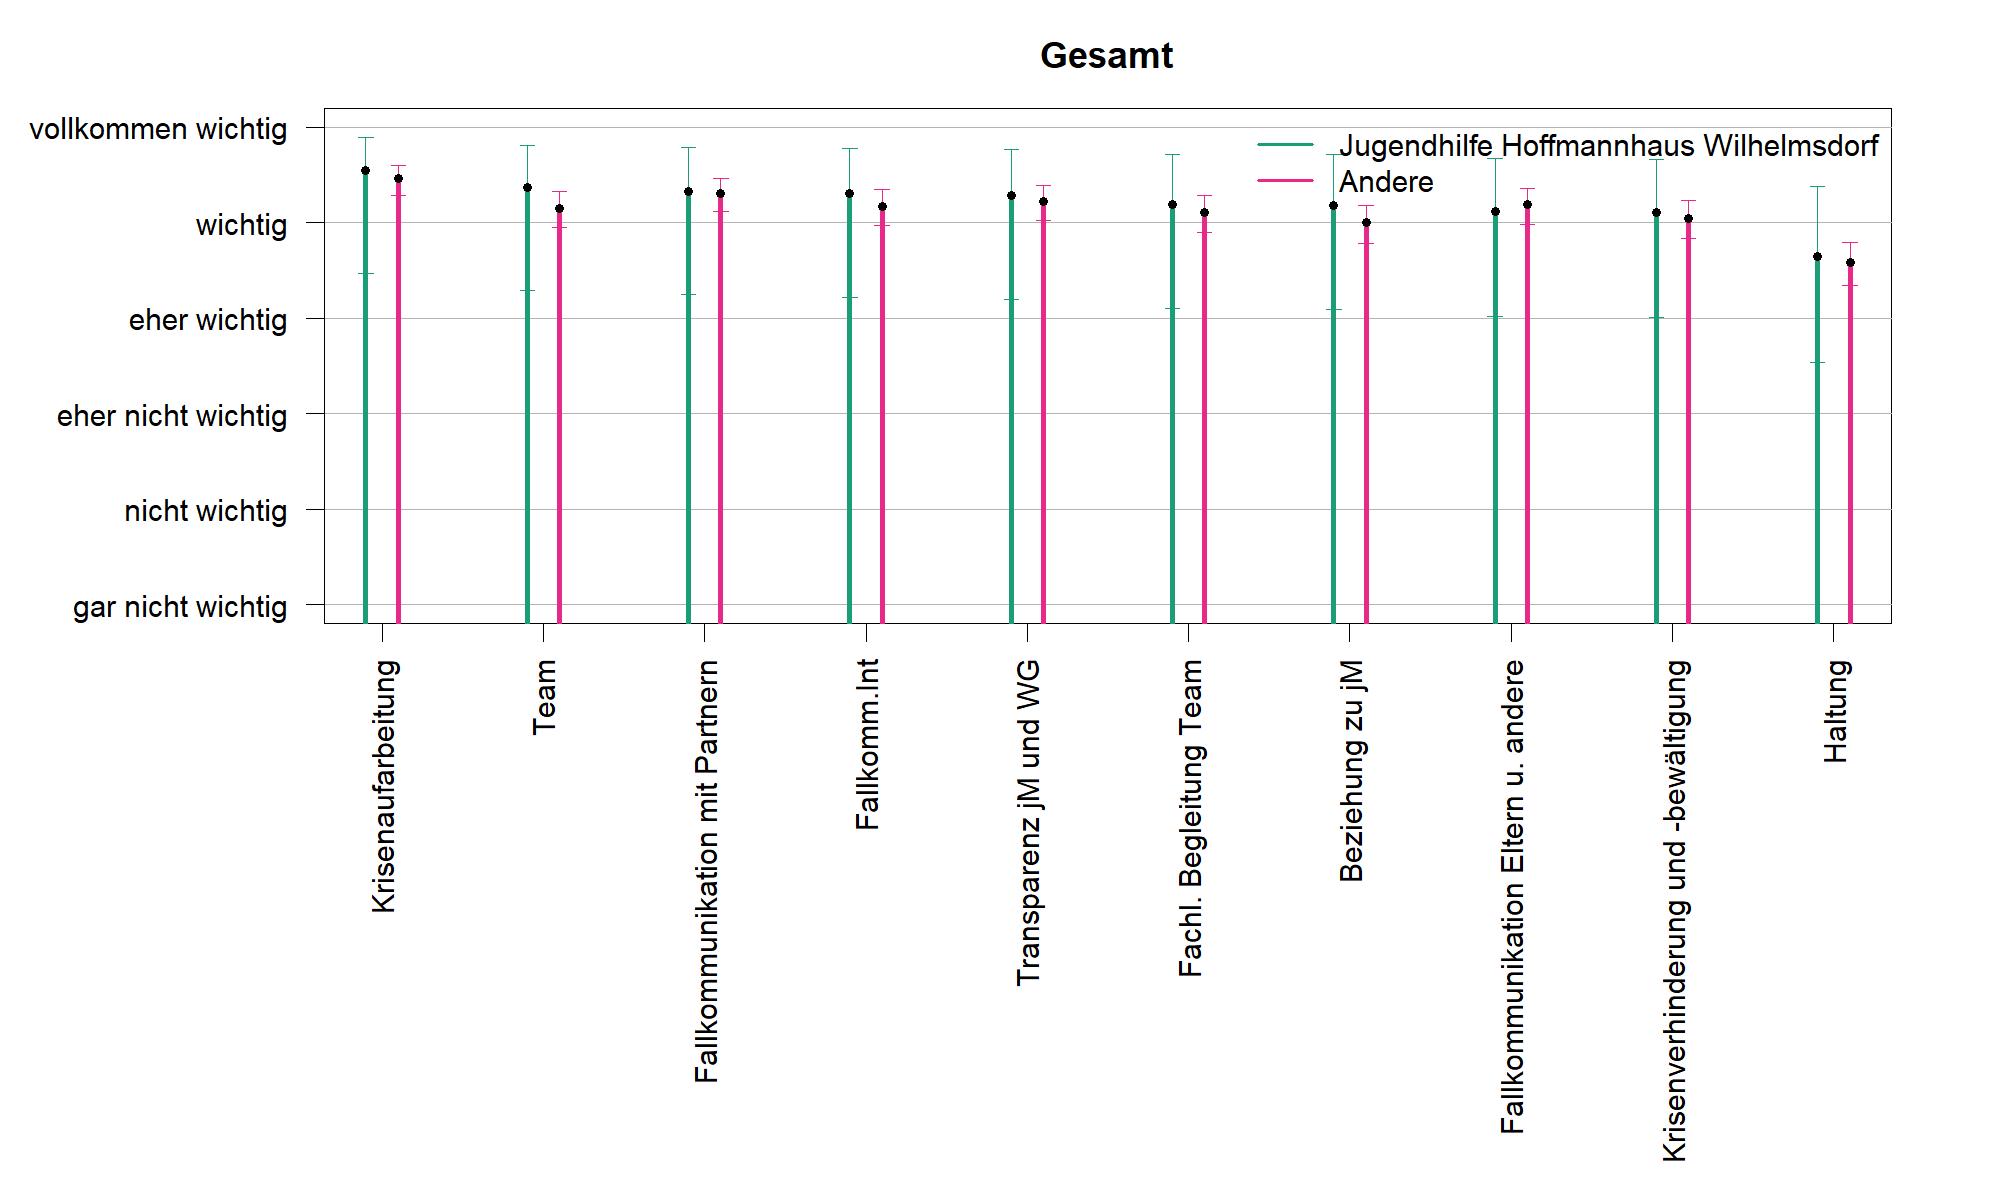 Gesamt
vollkommen wichtig
wichtig
eher wichtig
eher nicht wichtig
nicht wichtig
gar nicht wichtig
Jugendhilfe Hoffmannhaus Wilhelmsdorf
Andere
Krisenaufarbeitung
Team
Fallkommunikation mit Partnern
Fallkomm.Int
Transparenz jM und WG
Fachl. Begleitung Team
Beziehung zu jM
Fallkommunikation Eltern u. andere
Krisenverhinderung und -bewältigung
Haltung